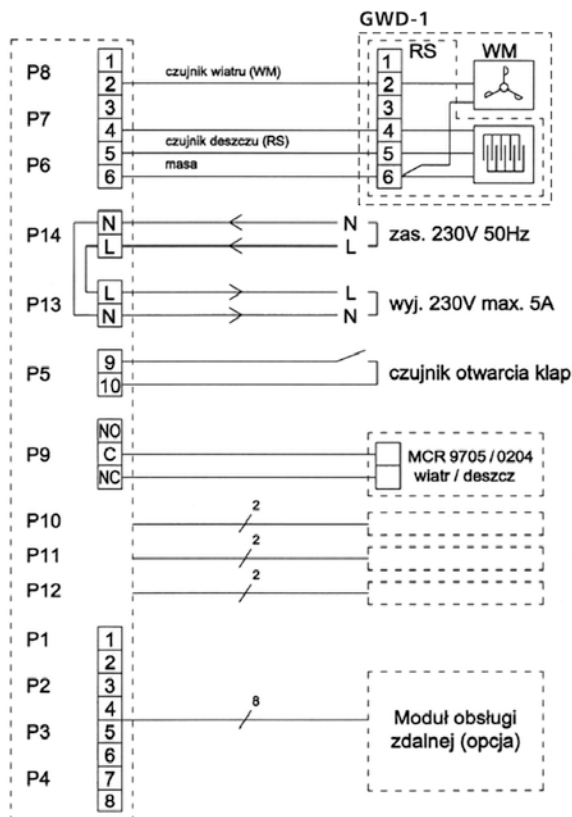 GWD-1
P8
1
2
czujnik wiatru (WM)
1
2
RS
WM
P7
3
4
3
4
czujnik deszczu (RS)
P6
5
6
masa
5
6
P14
N
L
N
L
zas. 230V 50Hz
P13
L
N
L
N
wyj. 230V max. 5A
P5
9
10
czujnik otwarcia klap
P9
NO
C
NC
MCR 9705 / 0204
wiatr / deszcz
P10
2
P11
2
P12
2
P1
1
2
P2
3
4
8
P3
5
6
P4
7
8
Moduł obsługi
zdalnej (opcja)